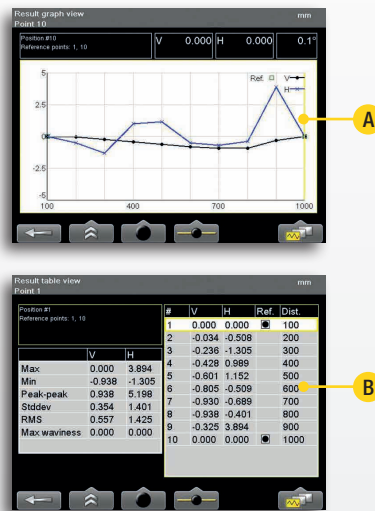 Result graph view mm
Point 10
Position #10
Reference points: 1, 10
V 0.000 H 0.000 0.1°
5
Ref. V
H
2.5
0
-2.5
-5
100 400 700 1000
A
Result table view mm
Point 1
Position #1
Reference points: 1, 10
V H
Max 0.000 3.894
Min -0.938 -1.305
Peak-peak 0.938 5.198
Stddev 0.354 1.401
RMS 0.557 1.425
Max waviness 0.000 0.000
# V H Ref. Dist.
1 0.000 0.000 100
2 -0.034 -0.508 200
3 -0.236 -1.305 300
4 -0.428 0.989 400
5 -0.601 1.152 500
6 -0.805 -0.509 600
7 -0.930 -0.689 700
8 -0.938 -0.401 800
9 -0.325 3.894 900
10 0.000 0.000 1000
B